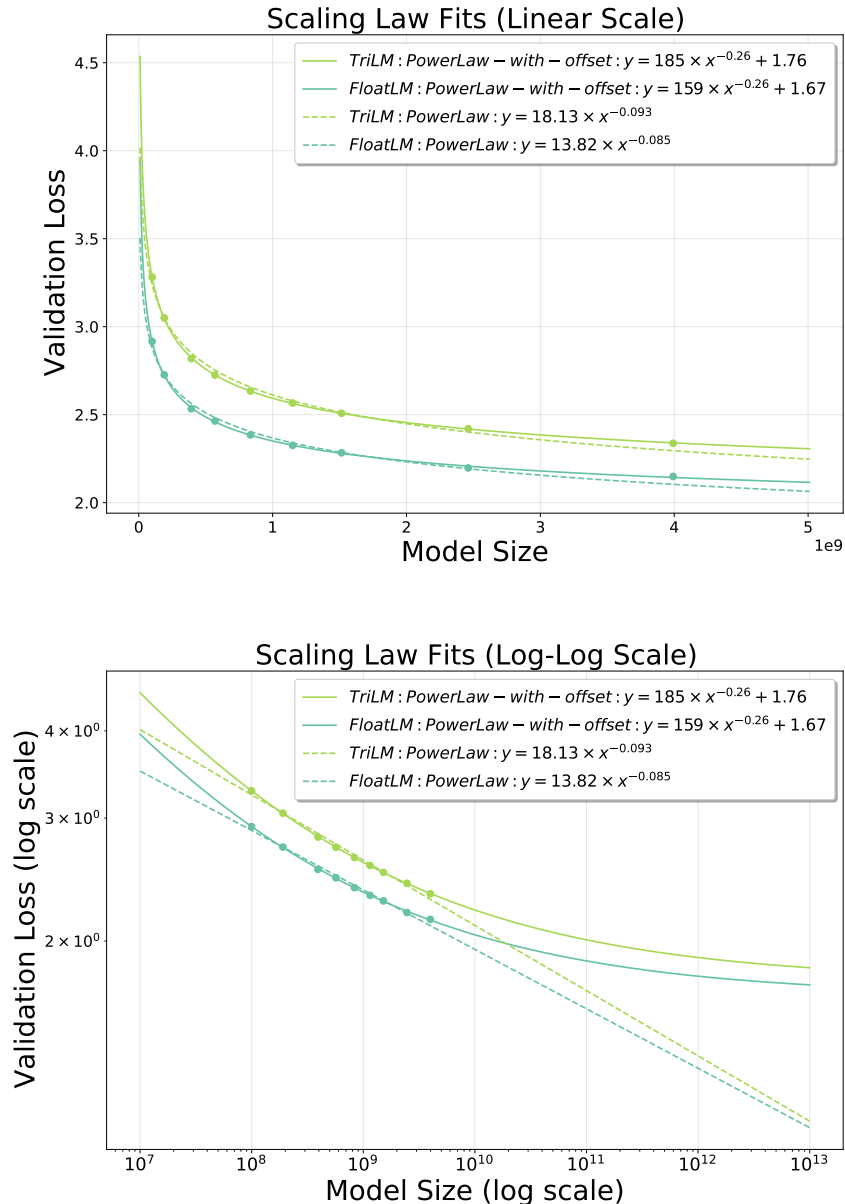 Scaling Law Fits (Linear Scale)
TriLM : PowerLaw − with − offset : y = 185 × x^{−0.26} + 1.76
FloatLM : PowerLaw − with − offset : y = 159 × x^{−0.26} + 1.67
TriLM : PowerLaw : y = 18.13 × x^{−0.093}
FloatLM : PowerLaw : y = 13.82 × x^{−0.085}
Validation Loss
4.5
4.0
3.5
3.0
2.5
2.0
0 1 2 3 4 5
1e9
Model Size
Scaling Law Fits (Log-Log Scale)
TriLM : PowerLaw − with − offset : y = 185 × x^{−0.26} + 1.76
FloatLM : PowerLaw − with − offset : y = 159 × x^{−0.26} + 1.67
TriLM : PowerLaw : y = 18.13 × x^{−0.093}
FloatLM : PowerLaw : y = 13.82 × x^{−0.085}
Validation Loss (log scale)
4 × 10^0
3 × 10^0
2 × 10^0
10^7 10^8 10^9 10^10 10^11 10^12 10^13
Model Size (log scale)